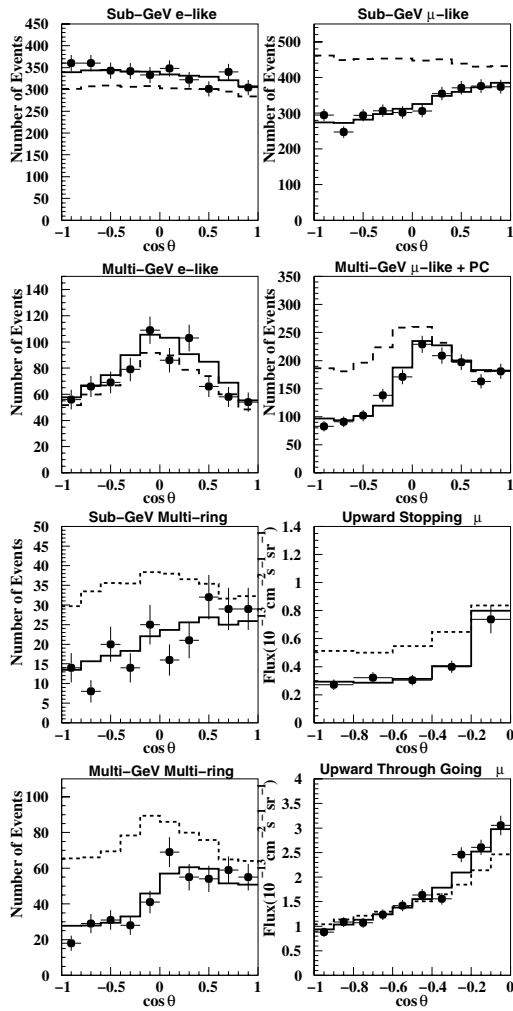 Sub-GeV e-like
Number of Events
450
400
350
300
250
200
150
100
50
0
-1 -0.5 0 0.5 1
cos θ
Sub-GeV μ-like
Number of Events
500
400
300
200
100
0
-1 -0.5 0 0.5 1
cos θ
Multi-GeV e-like
Number of Events
140
120
100
80
60
40
20
0
-1 -0.5 0 0.5 1
cos θ
Multi-GeV μ-like + PC
Number of Events
350
300
250
200
150
100
50
0
-1 -0.5 0 0.5 1
cos θ
Sub-GeV Multi-ring
Number of Events
50
45
40
35
30
25
20
15
10
5
0
-1 -0.5 0 0.5 1
cos θ
Upward Stopping μ
Flux(10⁻¹³cm⁻²s⁻¹sr⁻¹)
1.4
1.2
1
0.8
0.6
0.4
0.2
0
-1 -0.8 -0.6 -0.4 -0.2 0
cos θ
Multi-GeV Multi-ring
Number of Events
100
80
60
40
20
0
-1 -0.5 0 0.5 1
cos θ
Upward Through Going μ
Flux(10⁻¹³cm⁻²s⁻¹sr⁻¹)
4
3.5
3
2.5
2
1.5
1
0.5
0
-1 -0.8 -0.6 -0.4 -0.2 0
cos θ